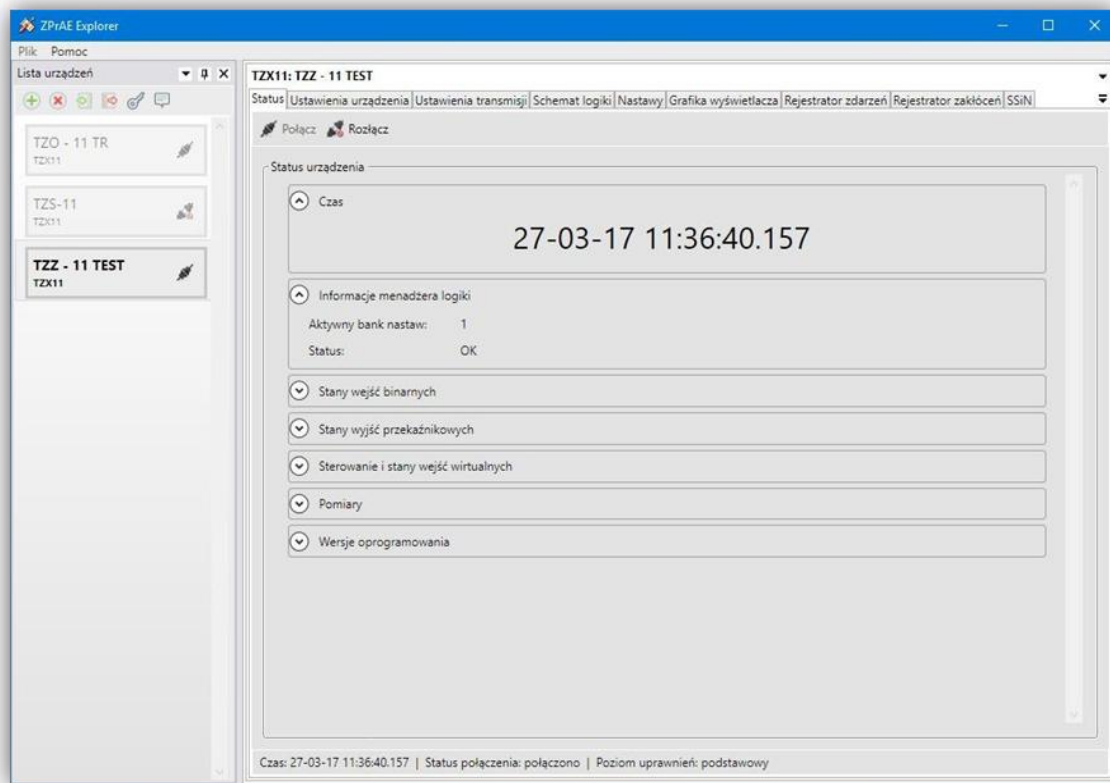 ZPrAE Explorer
Plik Pomoc
Lista urządzeń
TZO - 11 TR
TZX11
TZS-11
TZX11
TZZ - 11 TEST
TZX11
TZX11: TZZ - 11 TEST
Status Ustawienia urządzenia Ustawienia transmisji Schemat logiki Nastawy Grafika wyświetlacza Rejestrator zdarzeń Rejestrator zakłóceń SSiN
Połącz Rozłącz
Status urządzenia
Czas
27-03-17 11:36:40.157
Informacje menadżera logiki
Aktywny bank nastaw: 1
Status: OK
Stany wejść binarnych
Stany wyjść przekaźnikowych
Sterowanie i stany wejść wirtualnych
Pomiary
Wersje oprogramowania
Czas: 27-03-17 11:36:40.157 | Status połączenia: połączono | Poziom uprawnień: podstawowy